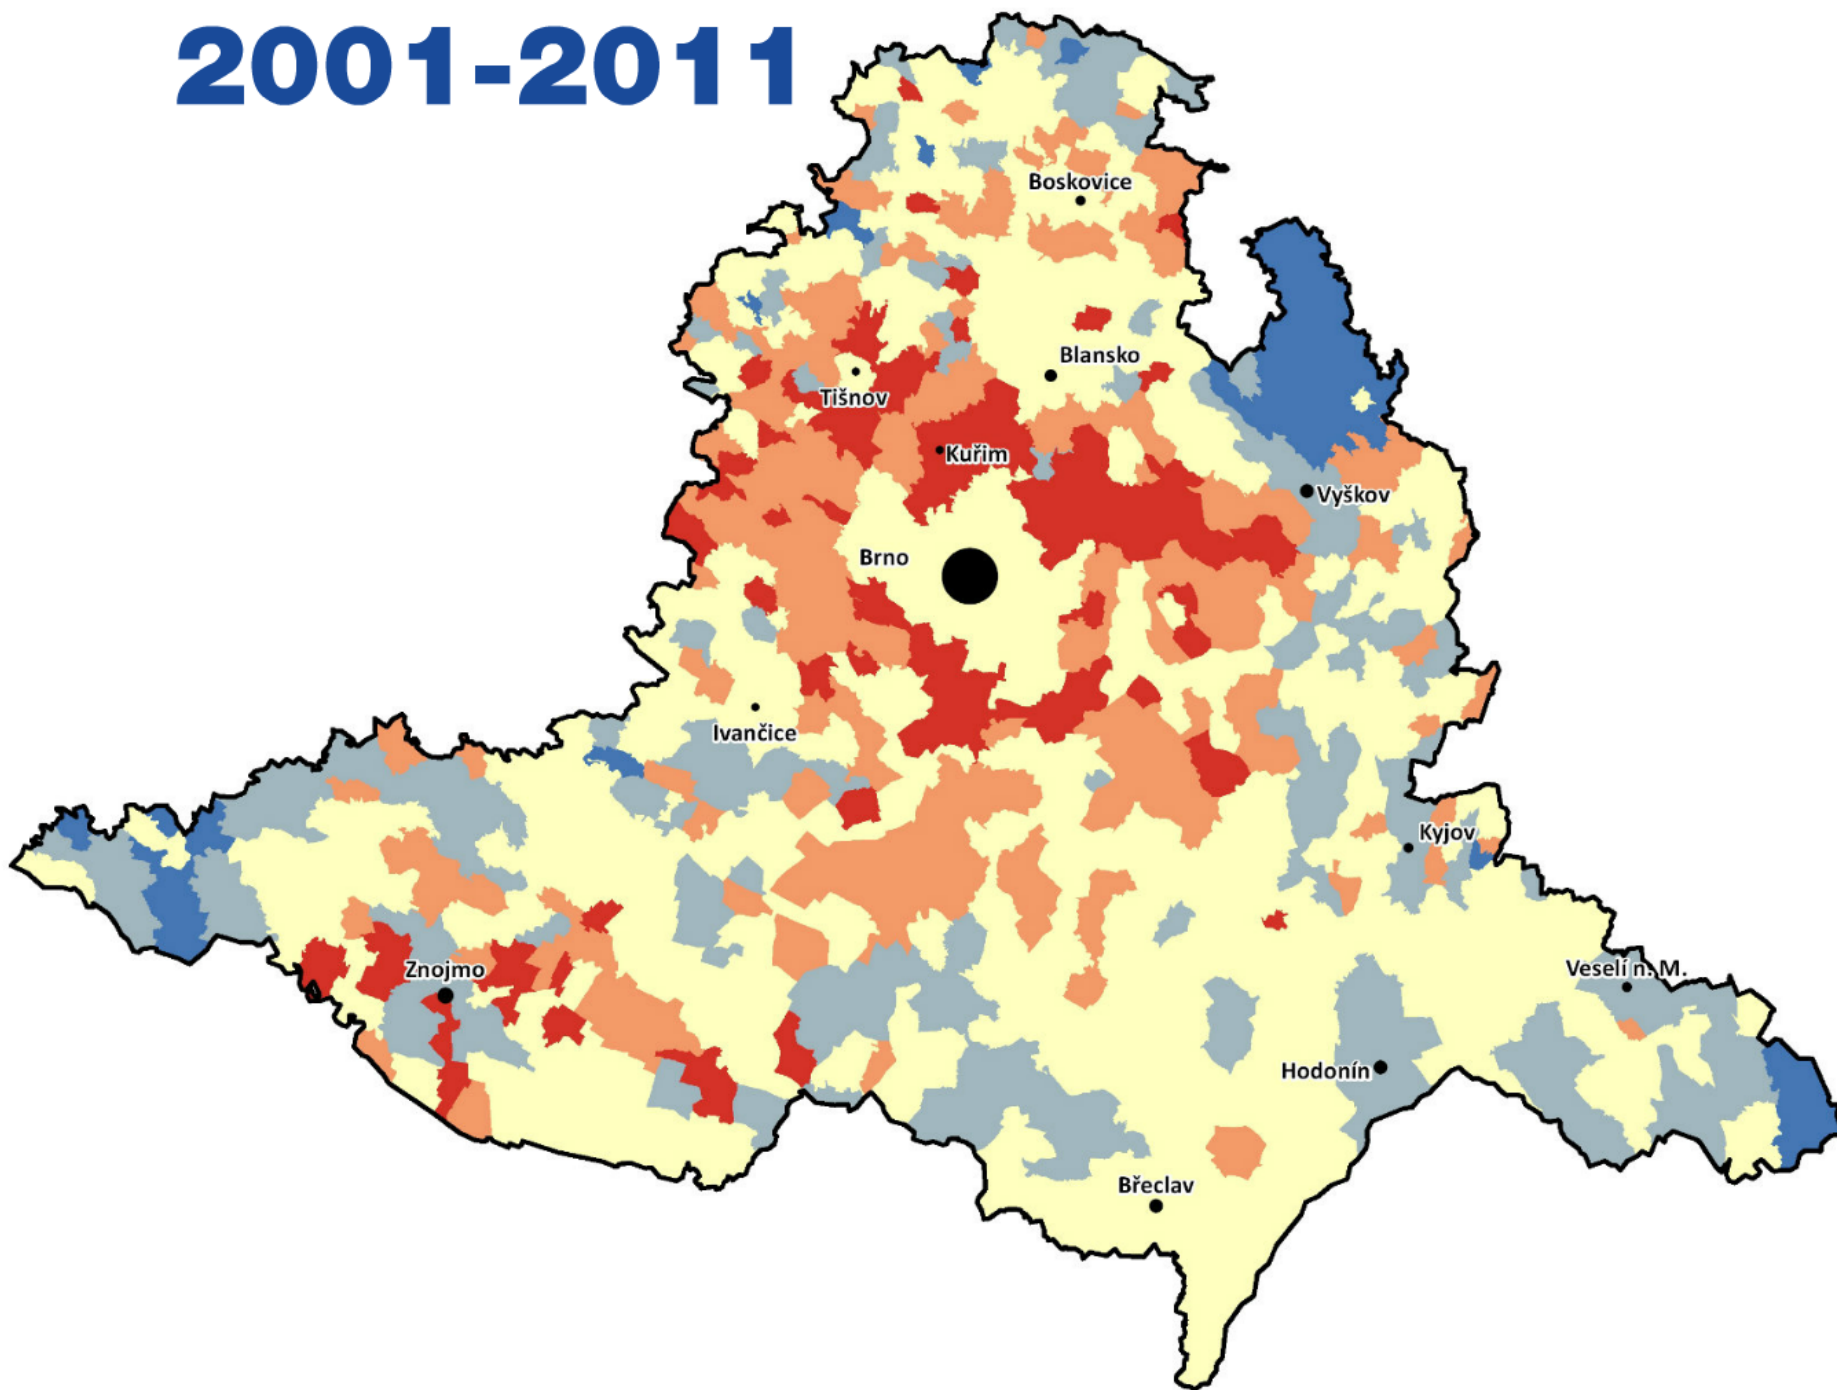 2001-2011
Boskovice
Blansko
Tišnov
Kuřim
Vyškov
Brno
Ivančice
Kyjov
Znojmo
Veselí n. M.
Hodonín
Břeclav